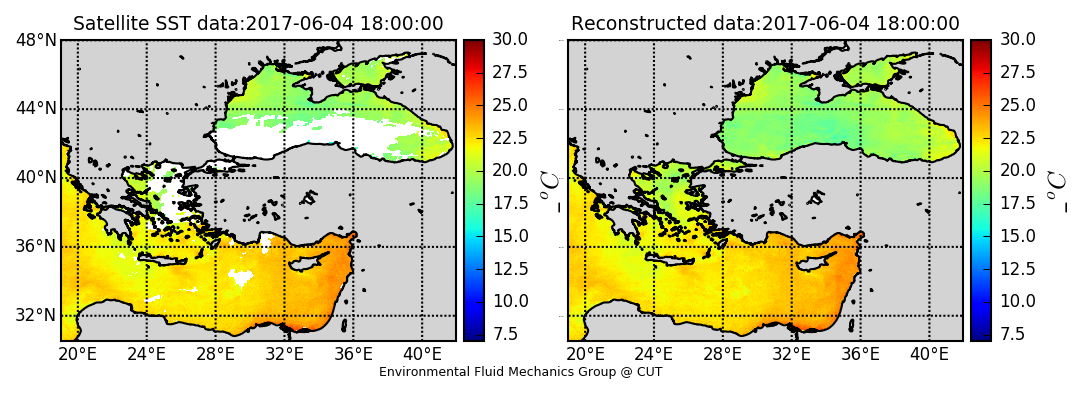 Satellite SST data:2017-06-04 18:00:00
Reconstructed data:2017-06-04 18:00:00
48°N
44°N
40°N
36°N
32°N
20°E 24°E 28°E 32°E 36°E 40°E
30.0
27.5
25.0
22.5
20.0
17.5
15.0
12.5
10.0
7.5
_°C
20°E 24°E 28°E 32°E 36°E 40°E
30.0
27.5
25.0
22.5
20.0
17.5
15.0
12.5
10.0
7.5
_°C
Environmental Fluid Mechanics Group @ CUT